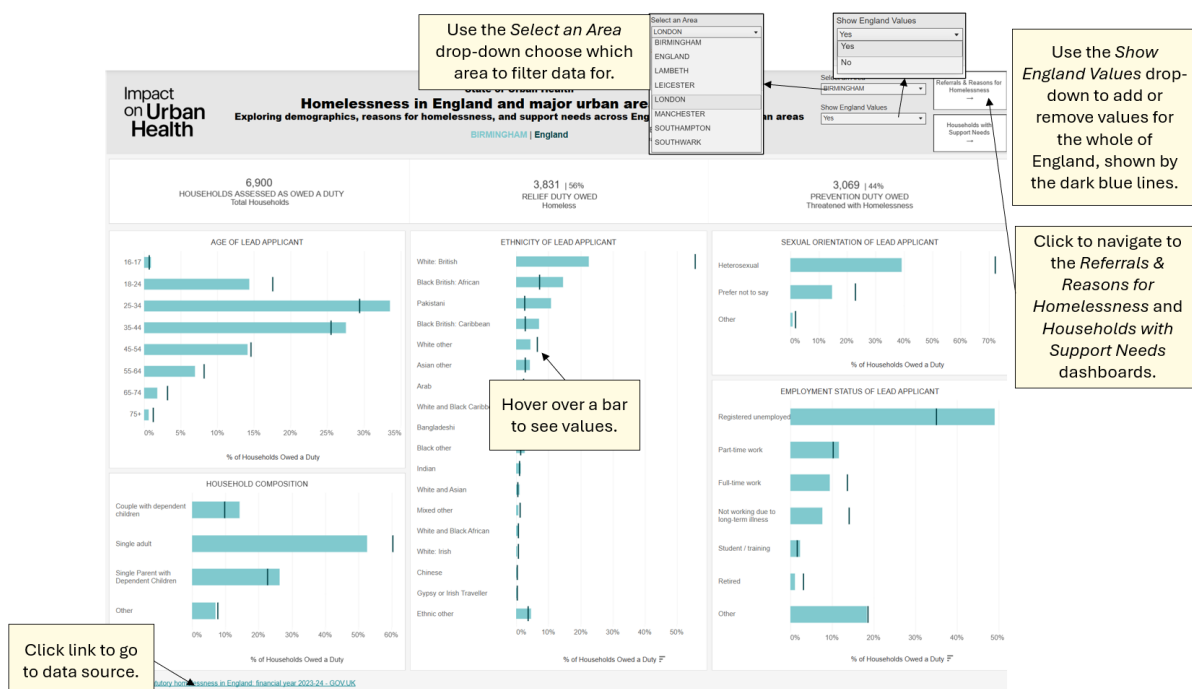 Use the Select an Area
drop-down choose which
area to filter data for.
Select an Area
LONDON
BIRMINGHAM
ENGLAND
LAMBETH
LEICESTER
LONDON
MANCHESTER
SOUTHAMPTON
SOUTHWARK
Show England Values
Yes
Yes
No
Use the Show
England Values drop-
down to add or
remove values for
the whole of
England, shown by
the dark blue lines.
Click to navigate to
the Referrals &
Reasons for
Homelessness and
Households with
Support Needs
dashboards.
Impact
on Urban
Health
State of Urban Health
Homelessness in England and major urban are
Exploring demographics, reasons for homelessness, and support needs across Eng an areas
BIRMINGHAM | England
BIRMINGHAM
Show England Values
Yes
Referrals & Reasons for
Homelessness
→
Households with
Support Needs
→
6,900
HOUSEHOLDS ASSESSED AS OWED A DUTY
Total Households
3,831 | 56%
RELIEF DUTY OWED
Homeless
3,069 | 44%
PREVENTION DUTY OWED
Threatened with Homelessness
AGE OF LEAD APPLICANT
16-17
18-24
25-34
35-44
45-54
55-64
65-74
75+
0% 5% 10% 15% 20% 25% 30% 35%
% of Households Owed a Duty
HOUSEHOLD COMPOSITION
Couple with dependent
children
Single adult
Single Parent with
Dependent Children
Other
0% 10% 20% 30% 40% 50% 60%
% of Households Owed a Duty
ETHNICITY OF LEAD APPLICANT
White: British
Black British: African
Pakistani
Black British: Caribbean
White other
Asian other
Arab
White and Black Caribb
Bangladeshi
Black other
Indian
White and Asian
Mixed other
White and Black African
White: Irish
Chinese
Gypsy or Irish Traveller
Ethnic other
0% 10% 20% 30% 40% 50%
% of Households Owed a Duty
Hover over a bar
to see values.
SEXUAL ORIENTATION OF LEAD APPLICANT
Heterosexual
Prefer not to say
Other
0% 10% 20% 30% 40% 50% 60% 70%
% of Households Owed a Duty
EMPLOYMENT STATUS OF LEAD APPLICANT
Registered unemployed
Part-time work
Full-time work
Not working due to
long-term illness
Student / training
Retired
Other
0% 10% 20% 30% 40% 50%
% of Households Owed a Duty
Click link to go
to data source.
tutory homelessness in England: financial year 2023-24 - GOV.UK